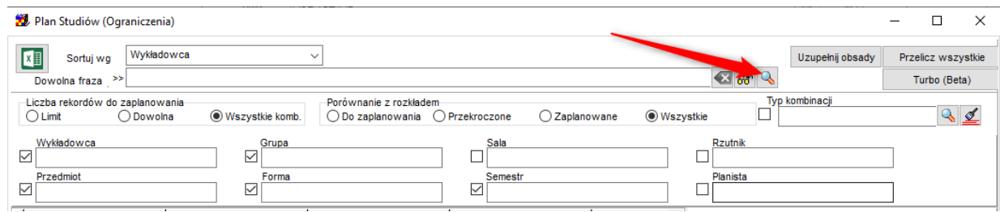 Plan Studiów (Ograniczenia)
Sortuj wg Wykładowca Uzupełnij obsady Przelicz wszystkie
Dowolna fraza >> Turbo (Beta)
Liczba rekordów do zaplanowania Porównanie z rozkładem Typ kombinacji
Limit Dowolna Wszystkie komb. Do zaplanowania Przekroczone Zaplanowane Wszystkie
Wykładowca Grupa Sala Rzutnik
Przedmiot Forma Semestr Planista